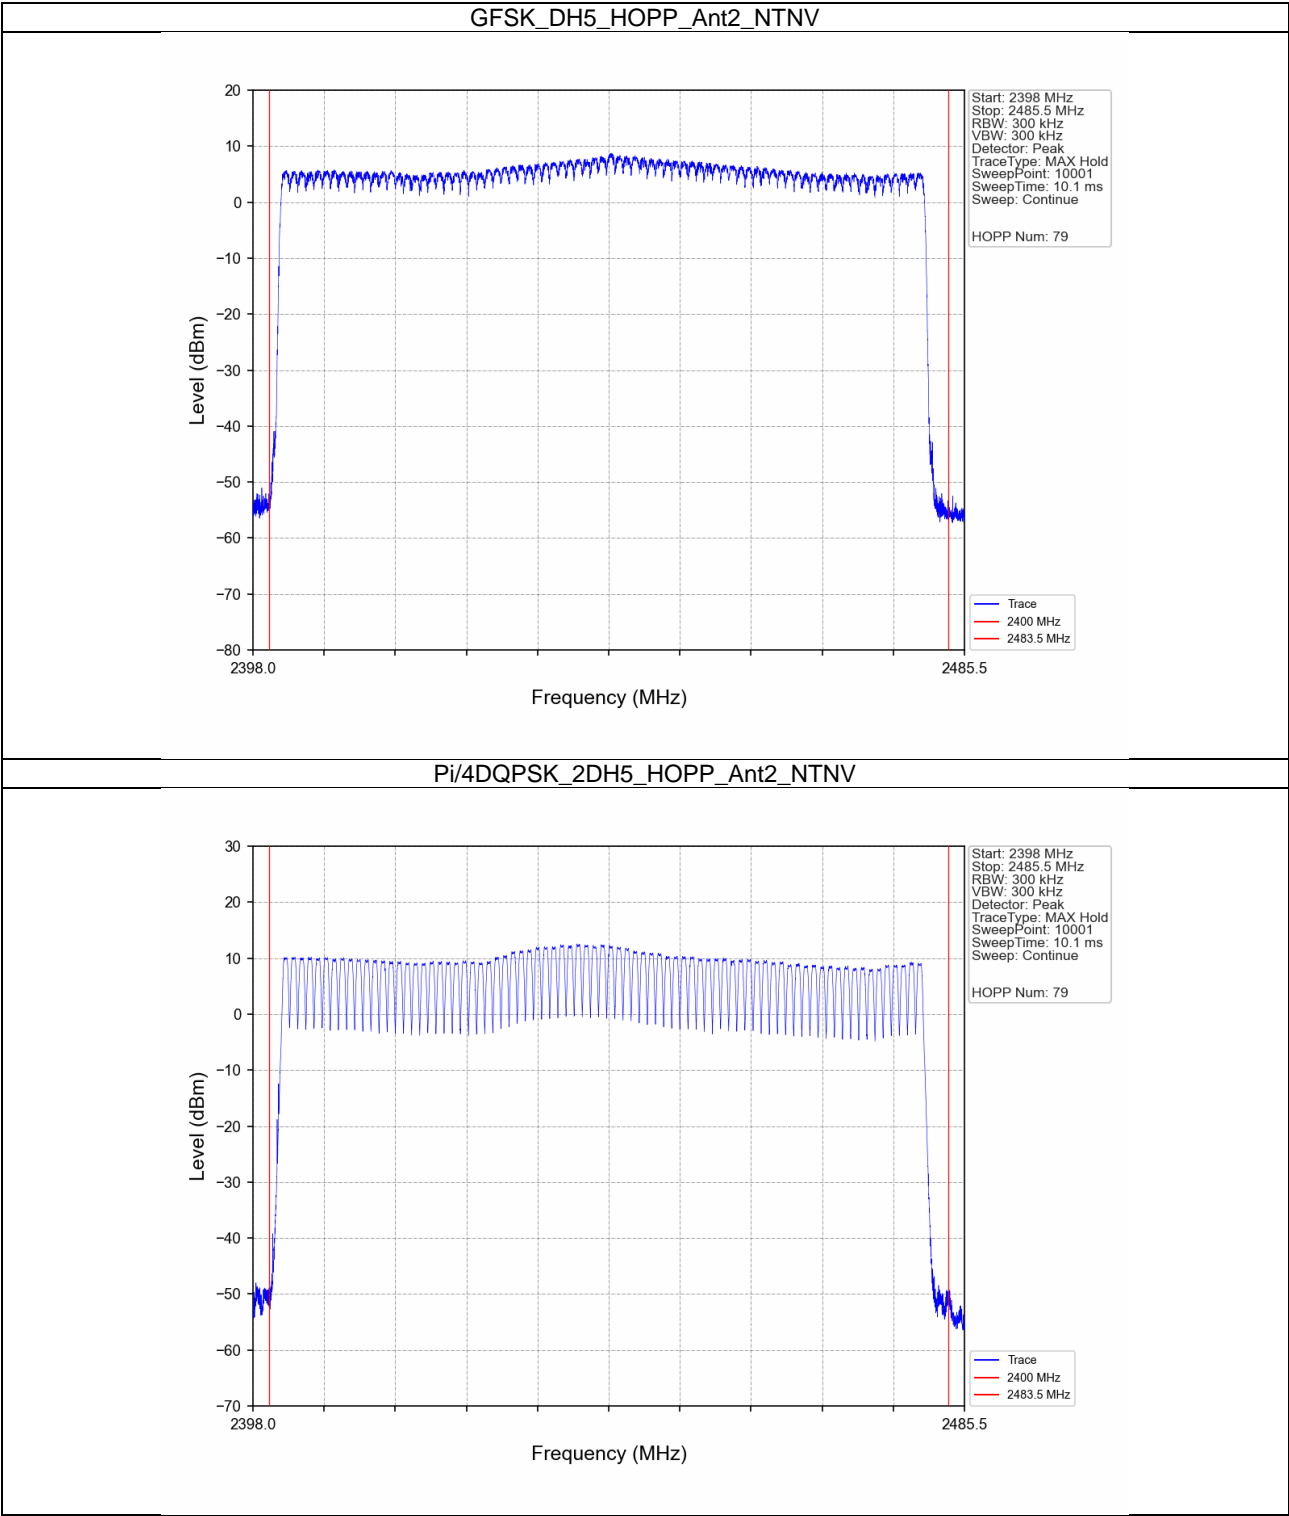 GFSK_DH5_HOPP_Ant2_NTNV
20
10
0
−10
−20
−30
−40
−50
−60
−70
−80
Level (dBm)
2398.0
2485.5
Frequency (MHz)
Start: 2398 MHz
Stop: 2485.5 MHz
RBW: 300 kHz
VBW: 300 kHz
Detector: Peak
TraceType: MAX Hold
SweepPoint: 10001
SweepTime: 10.1 ms
Sweep: Continue
HOPP Num: 79
Trace
2400 MHz
2483.5 MHz
Pi/4DQPSK_2DH5_HOPP_Ant2_NTNV
30
20
10
0
−10
−20
−30
−40
−50
−60
−70
Level (dBm)
2398.0
2485.5
Frequency (MHz)
Start: 2398 MHz
Stop: 2485.5 MHz
RBW: 300 kHz
VBW: 300 kHz
Detector: Peak
TraceType: MAX Hold
SweepPoint: 10001
SweepTime: 10.1 ms
Sweep: Continue
HOPP Num: 79
Trace
2400 MHz
2483.5 MHz